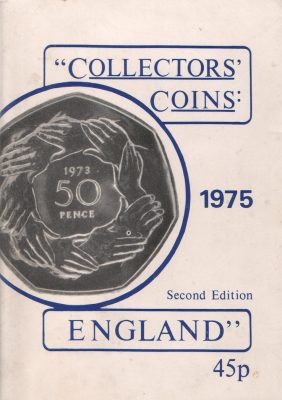 "COLLECTORS'
COINS:
1973
50
PENCE
1975
Second Edition
ENGLAND"
45p